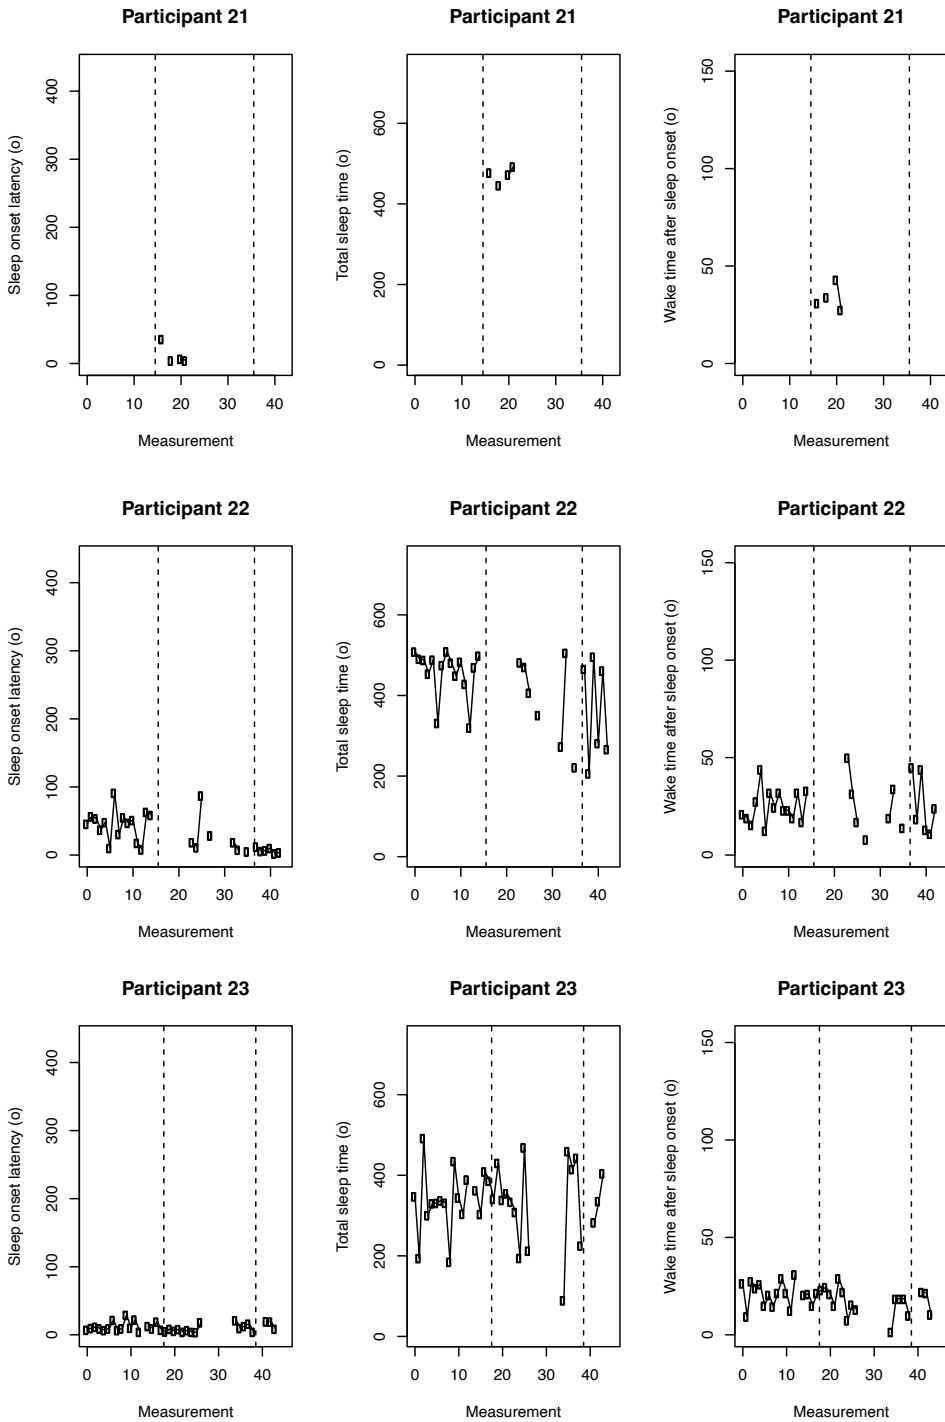 Participant 21
Participant 21
Participant 21
Sleep onset latency (o)
0 100 200 300 400
0 10 20 30 40
Measurement
Total sleep time (o)
0 200 400 600
0 10 20 30 40
Measurement
Wake time after sleep onset (o)
0 50 100 150
0 10 20 30 40
Measurement
Participant 22
Participant 22
Participant 22
Sleep onset latency (o)
0 100 200 300 400
0 10 20 30 40
Measurement
Total sleep time (o)
0 200 400 600
0 10 20 30 40
Measurement
Wake time after sleep onset (o)
0 50 100 150
0 10 20 30 40
Measurement
Participant 23
Participant 23
Participant 23
Sleep onset latency (o)
0 100 200 300 400
0 10 20 30 40
Measurement
Total sleep time (o)
0 200 400 600
0 10 20 30 40
Measurement
Wake time after sleep onset (o)
0 50 100 150
0 10 20 30 40
Measurement